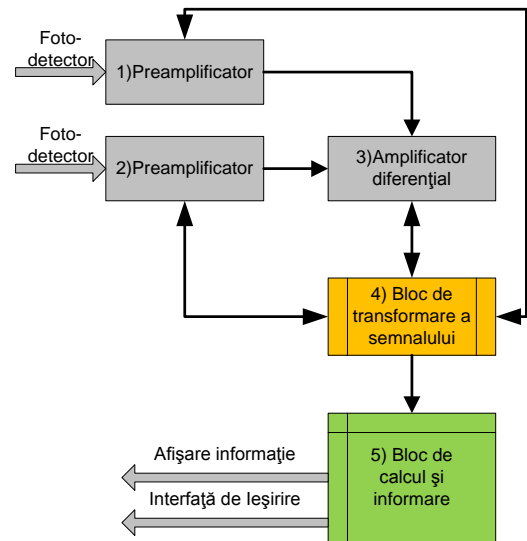 Foto-
detector
1)Preamplificator
Foto-
detector
2)Preamplificator
3)Amplificator
diferenţial
4) Bloc de
transformare a
semnalului
5) Bloc de
calcul şi
informare
Afişare informaţie
Interfaţă de Ieşirire